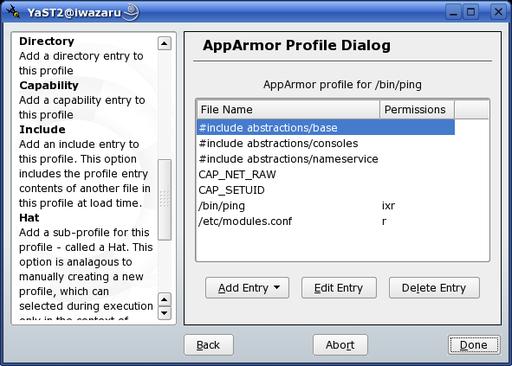 YaST2@iwazaru
Directory
Add a directory entry to
this profile
Capability
Add a capability entry to
this profile
Include
Add an include entry to
this profile. This option
includes the profile entry
contents of another file in
this profile at load time.
Hat
Add a sub-profile for this
profile - called a Hat. This
option is analagous to
manually creating a new
profile, which can
selected during execution
only in the context of
AppArmor Profile Dialog
AppArmor profile for /bin/ping
File Name Permissions
#include abstractions/base
#include abstractions/consoles
#include abstractions/nameservice
CAP_NET_RAW
CAP_SETUID
/bin/ping ixr
/etc/modules.conf r
Add Entry Edit Entry Delete Entry
Back Abort Done